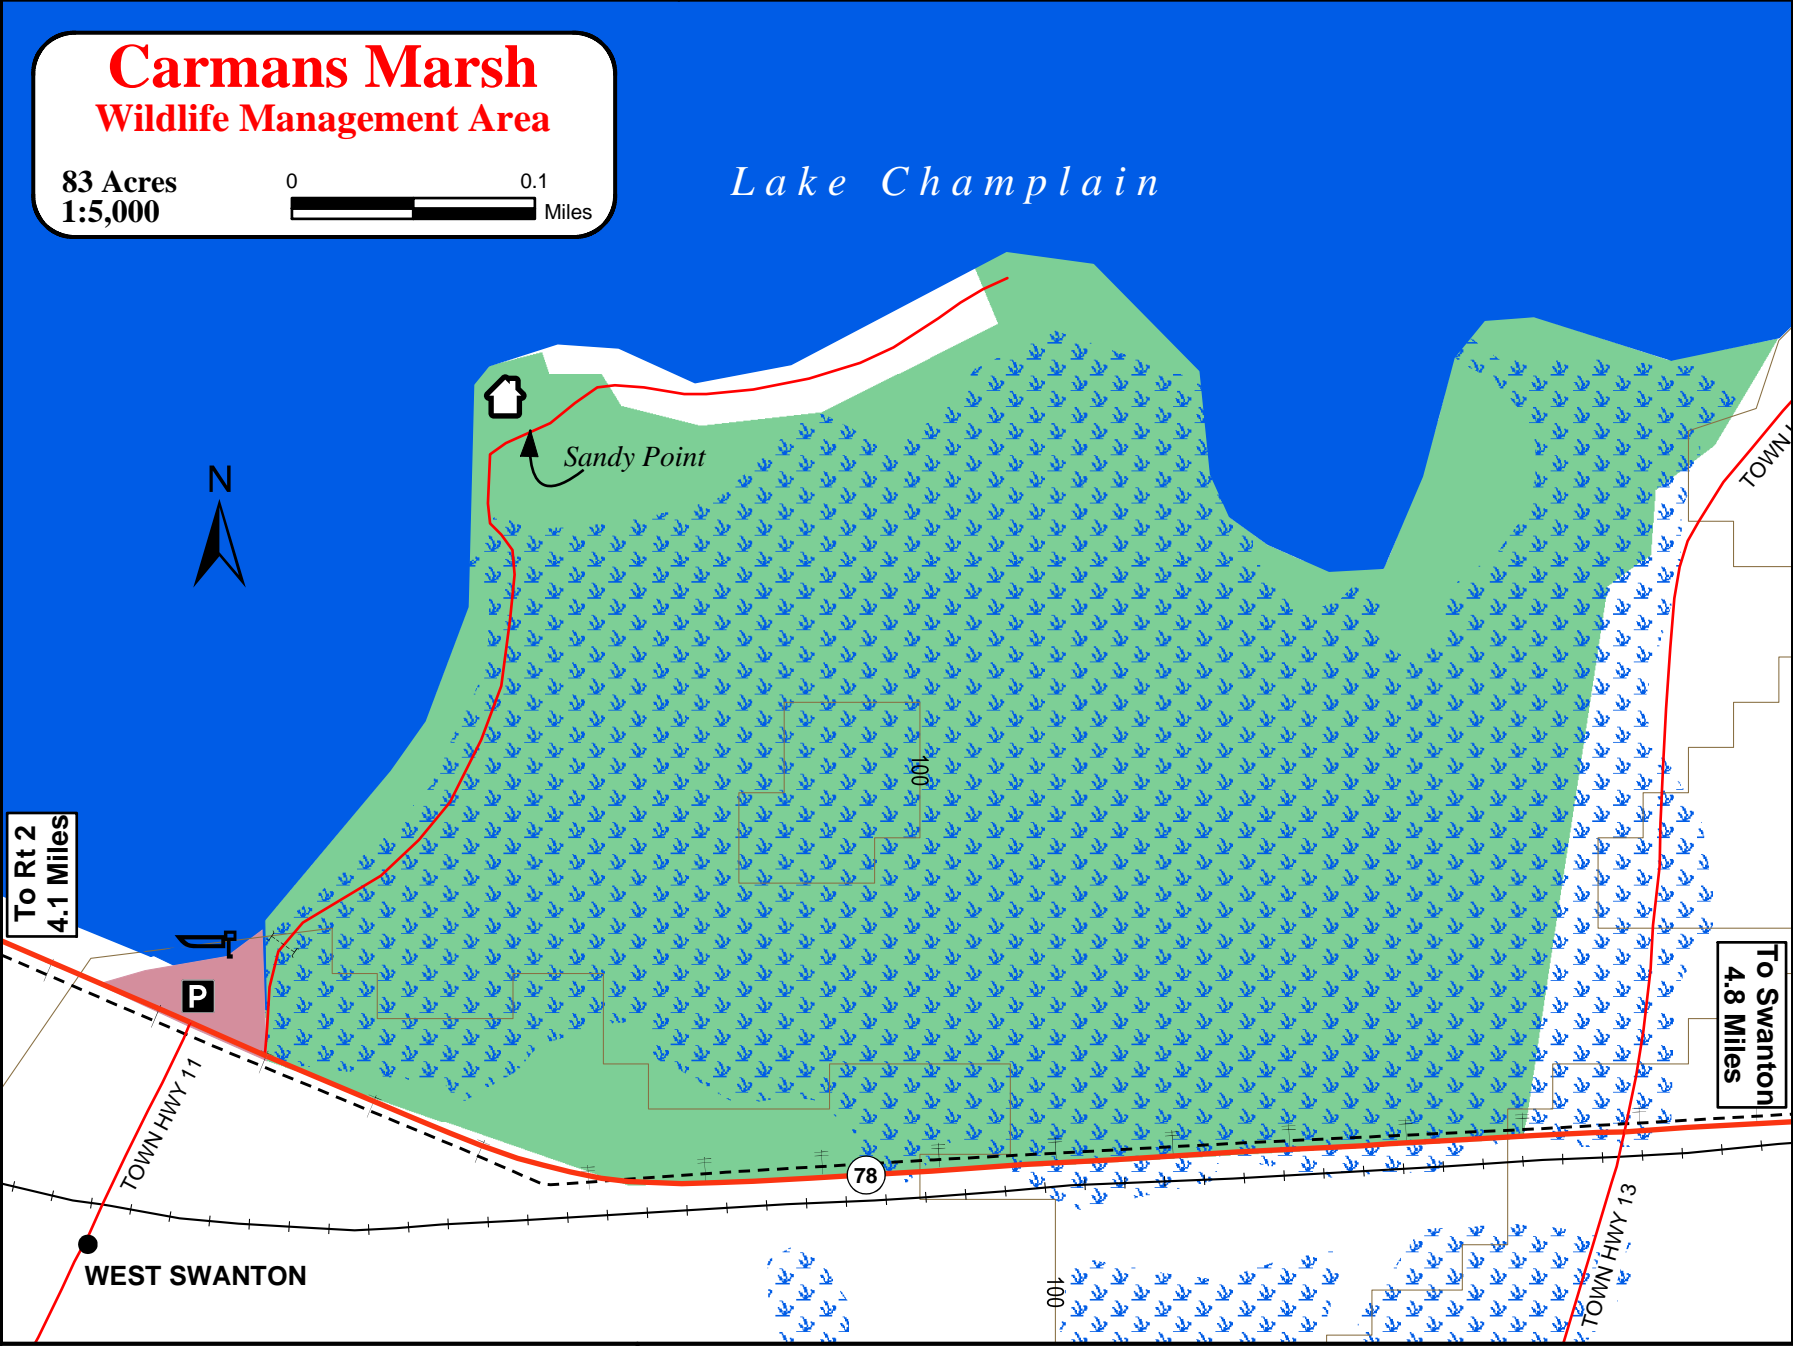 Carmans Marsh
Wildlife Management Area
83 Acres
1:5,000
0 0.1
Miles
Lake Champlain
Sandy Point
N
TOWN
100
To Rt 2
4.1 Miles
P
To Swanton
4.8 Miles
TOWN HWY 11
78
TOWN HWY 13
WEST SWANTON
100